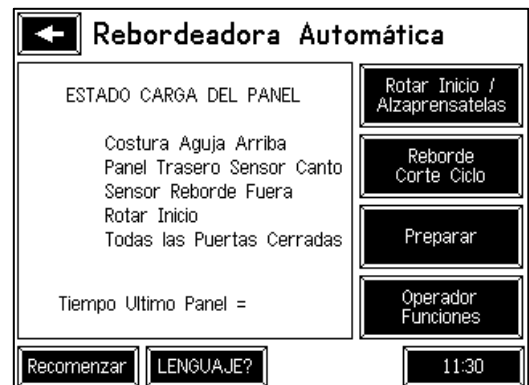 Rebordeadora Automática
ESTADO CARGA DEL PANEL
Costura Aguja Arriba
Panel Trasero Sensor Canto
Sensor Reborde Fuera
Rotar Inicio
Todas las Puertas Cerradas
Tiempo Ultimo Panel =
Rotar Inicio /
Alzaprensatelas
Reborde
Corte Ciclo
Preparar
Operador
Funciones
Recomenzar
LENGUAJE?
11:30